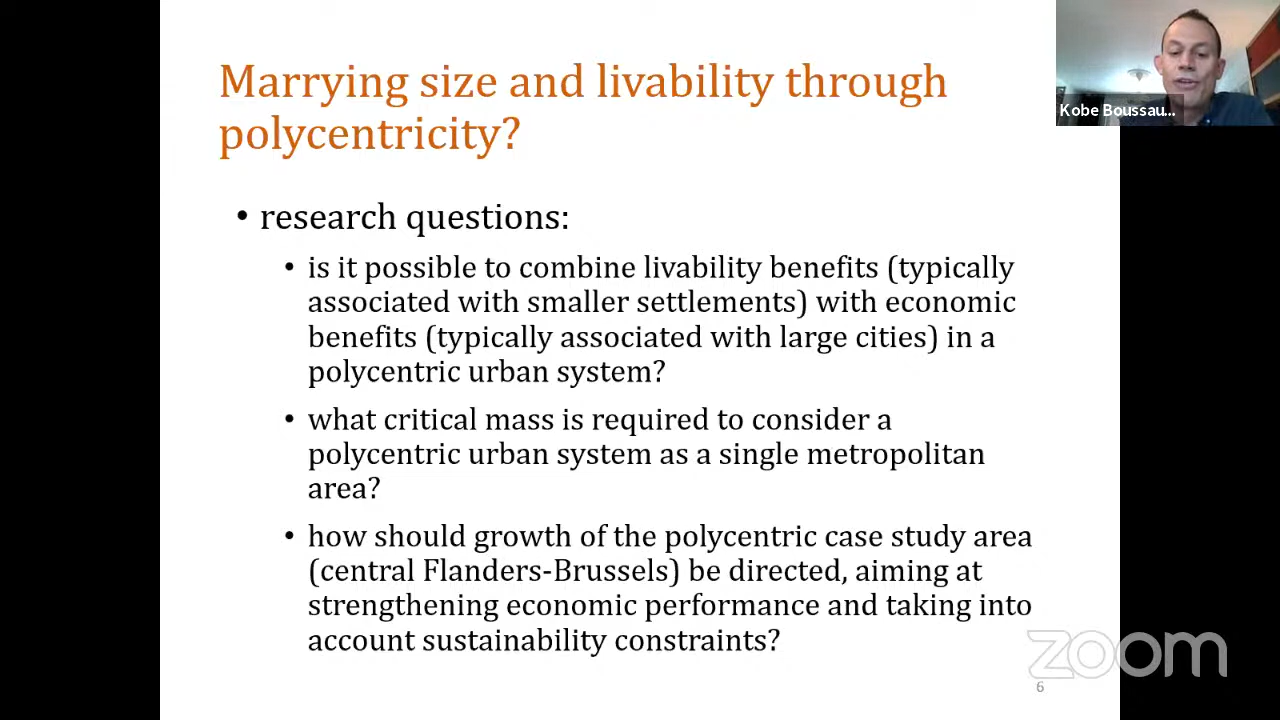 Marrying size and livability through
polycentricity?
• research questions:
• is it possible to combine livability benefits (typically
associated with smaller settlements) with economic
benefits (typically associated with large cities) in a
polycentric urban system?
• what critical mass is required to consider a
polycentric urban system as a single metropolitan
area?
• how should growth of the polycentric case study area
(central Flanders-Brussels) be directed, aiming at
strengthening economic performance and taking into
account sustainability constraints?
6
Kobe Boussau...
zoom